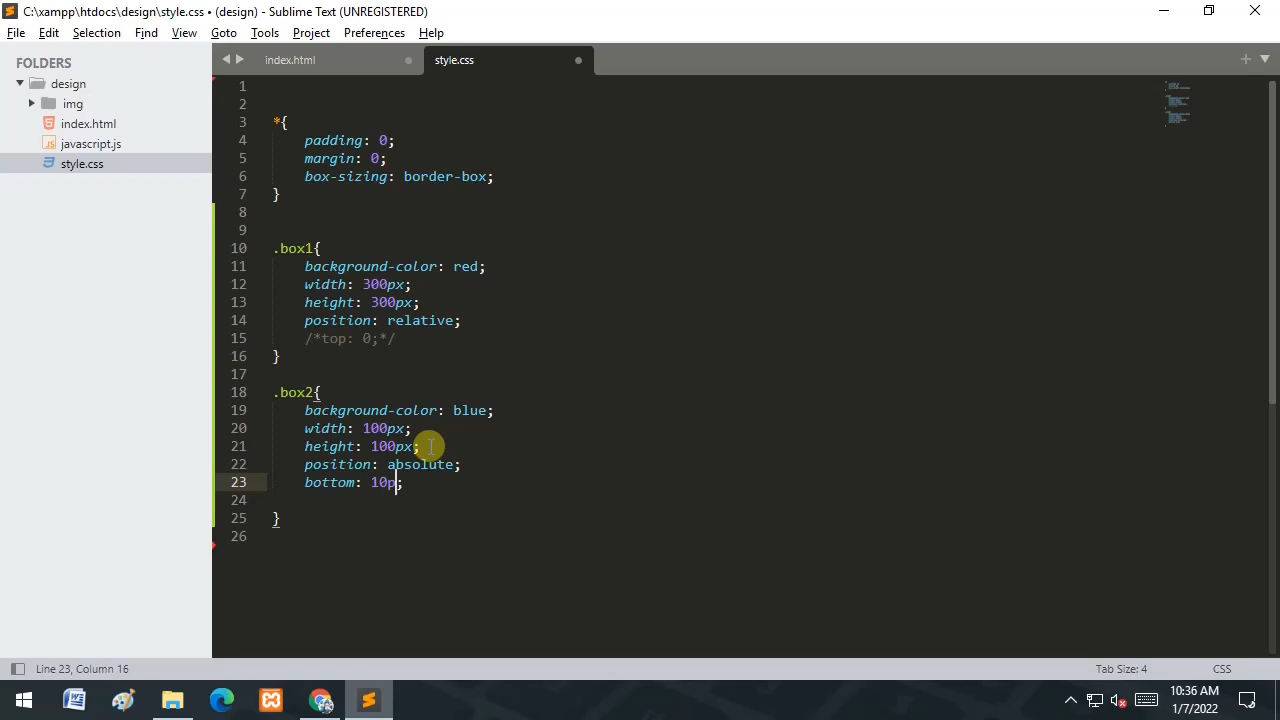 C:\xampp\htdocs\design\style.css • (design) - Sublime Text (UNREGISTERED)
File Edit Selection Find View Goto Tools Project Preferences Help
FOLDERS
design
img
index.html
javascript.js
style.css
index.html style.css
1
2
3 *{
4 padding: 0;
5 margin: 0;
6 box-sizing: border-box;
7 }
8
9
10 .box1{
11 background-color: red;
12 width: 300px;
13 height: 300px;
14 position: relative;
15 /*top: 0;*/
16 }
17
18 .box2{
19 background-color: blue;
20 width: 100px;
21 height: 100px;
22 position: absolute;
23 bottom: 10p;
24
25 }
26
Line 23, Column 16 Tab Size: 4 CSS
10:36 AM
1/7/2022